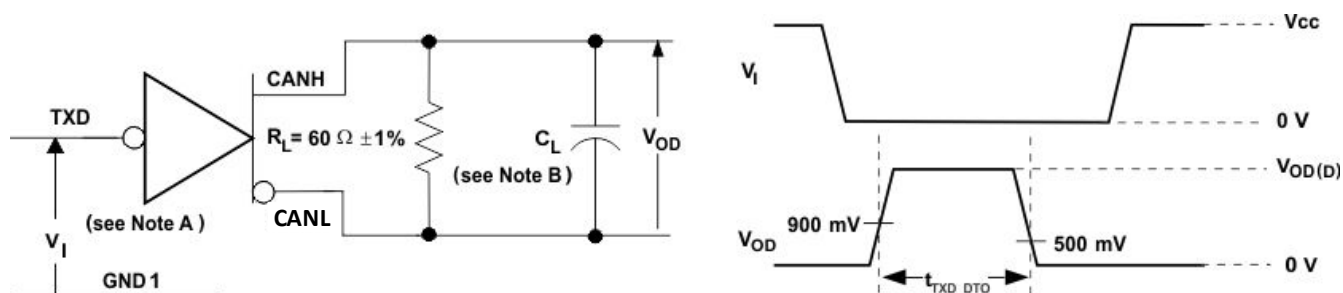 CANH
TXD
R_L= 60 Ω ±1%
C_L
V_OD
(see Note B)
(see Note A)
CANL
V_I
GND1
Vcc
V_I
0 V
V_OD(D)
900 mV
V_OD
500 mV
0 V
t_TXD_DTO